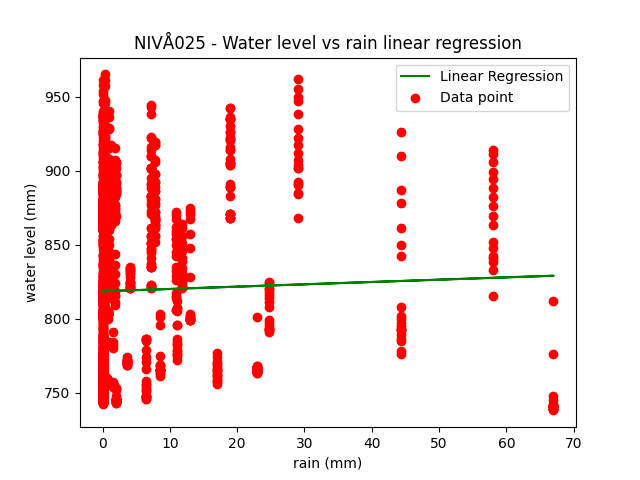 NIVÅ025 - Water level vs rain linear regression
Linear Regression
Data point
water level (mm)
950
900
850
800
750
0 10 20 30 40 50 60 70
rain (mm)